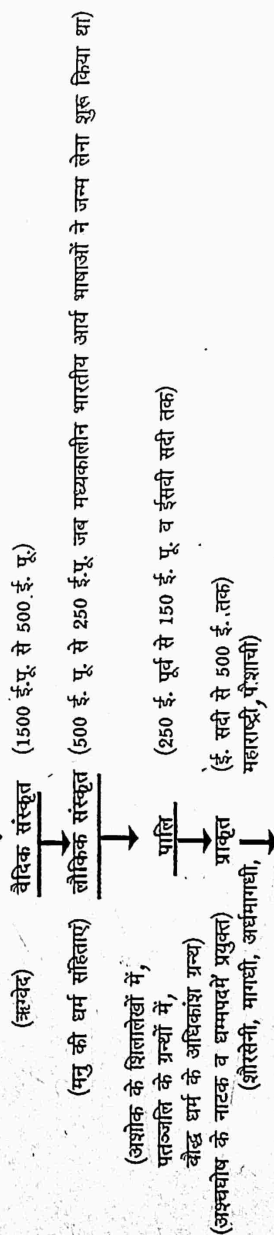 वैदिक संस्कृत (1500 ई.पू. से 500 ई. पू.)
(ऋग्वेद)
लौकिक संस्कृत (500 ई. पू. से 250 ई.पू. जब मध्यकालीन भारतीय आर्य भाषाओं ने जन्म लेना शुरू किया था)
(मनु की धर्म संहिताएं)
पालि (250 ई. पूर्व से 150 ई. पू. व ईसवी सदी तक)
(अशोक के शिलालेखों में,
पतञ्जलि के ग्रन्थों में,
बौद्ध धर्म के अधिकांश ग्रन्थ)
प्राकृत (ई. सदी से 500 ई. तक)
(अश्वघोष के नाटक व धम्मपदमें प्रयुक्त)
(शौरसेनी, मागधी, अर्धमागधी, महाराष्ट्री, पैशाची)